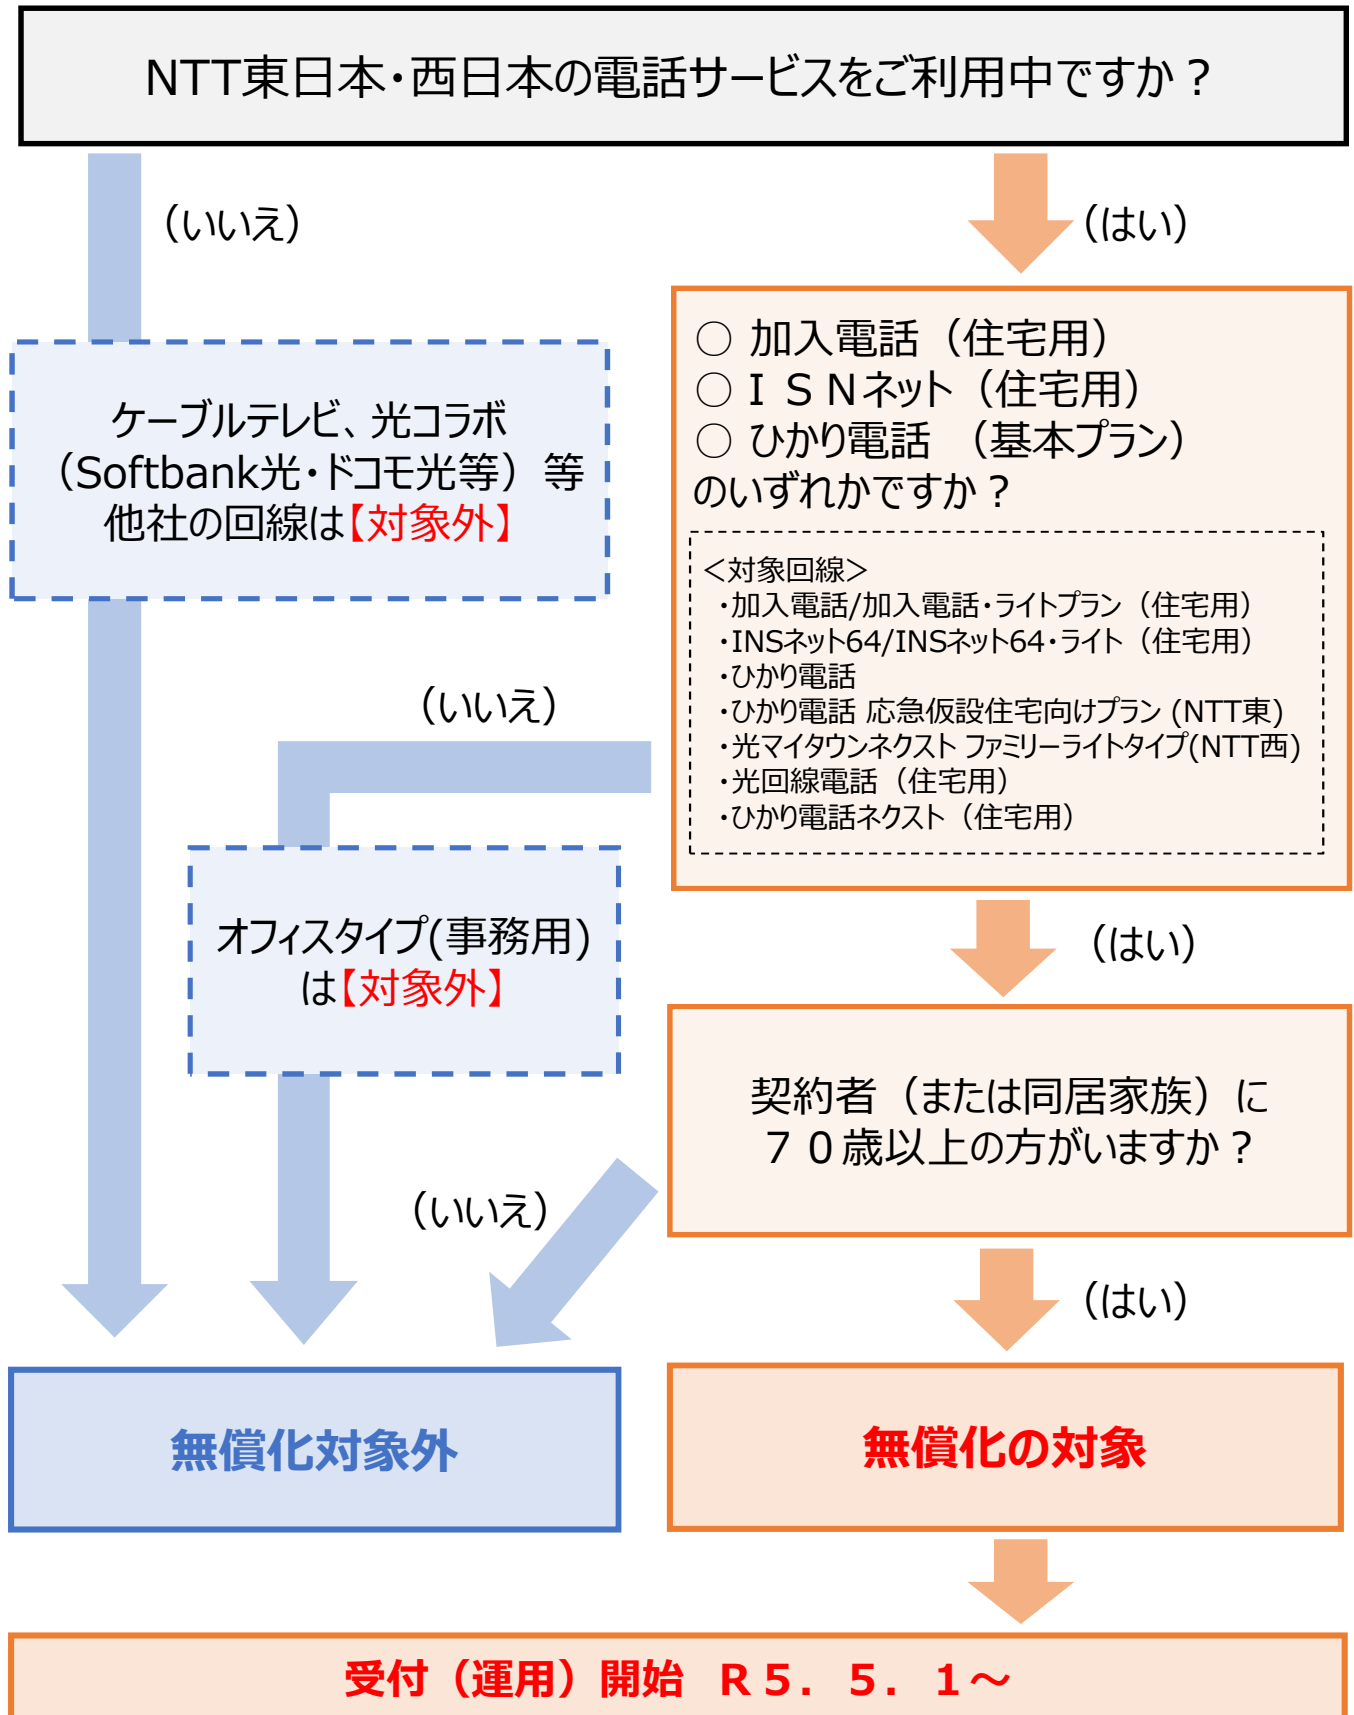 NTT東日本・西日本の電話サービスをご利用中ですか？
（いいえ）
（はい）
ケーブルテレビ、光コラボ
（Softbank光・ドコモ光等）等
他社の回線は【対象外】
○ 加入電話（住宅用）
○ ＩＳＮネット（住宅用）
○ ひかり電話　（基本プラン）
のいずれかですか？
＜対象回線＞
・加入電話/加入電話・ライトプラン（住宅用）
・INSネット64/INSネット64・ライト（住宅用）
・ひかり電話
・ひかり電話 応急仮設住宅向けプラン (NTT東)
・光マイタウンネクスト ファミリーライトタイプ(NTT西)
・光回線電話（住宅用）
・ひかり電話ネクスト（住宅用）
（いいえ）
オフィスタイプ(事務用)
は【対象外】
（はい）
契約者（または同居家族）に
７０歳以上の方がいますか？
（いいえ）
（はい）
無償化対象外
無償化の対象
受付（運用）開始　Ｒ５．５．１～